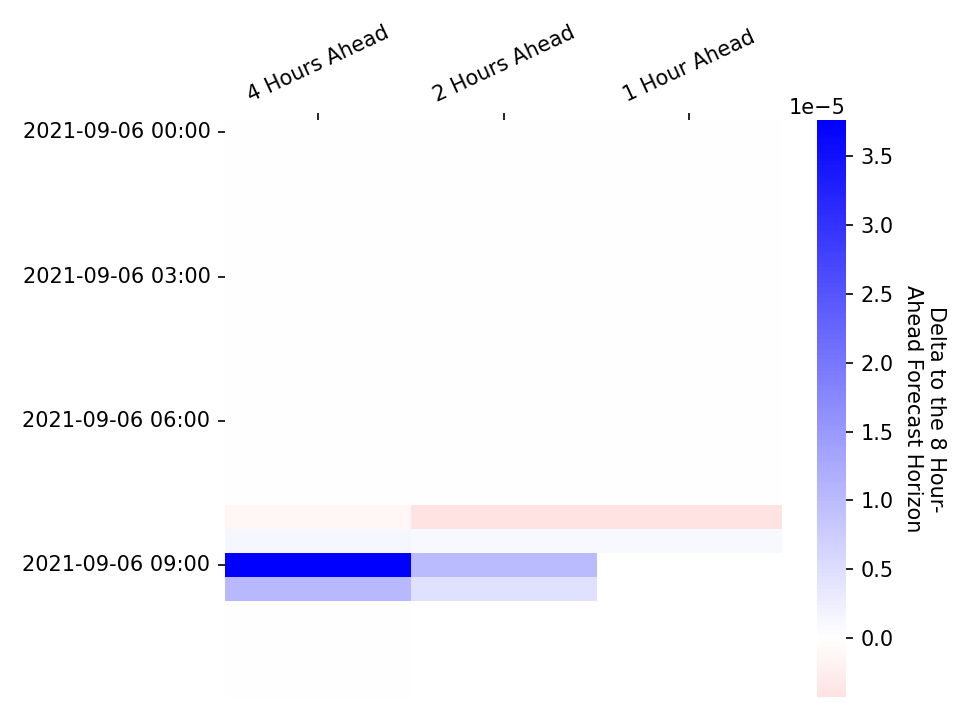 4 Hours Ahead
2 Hours Ahead
1 Hour Ahead
1e−5
2021-09-06 00:00
2021-09-06 03:00
2021-09-06 06:00
2021-09-06 09:00
3.5
3.0
2.5
2.0
1.5
1.0
0.5
0.0
Delta to the 8 Hour-
Ahead Forecast Horizon